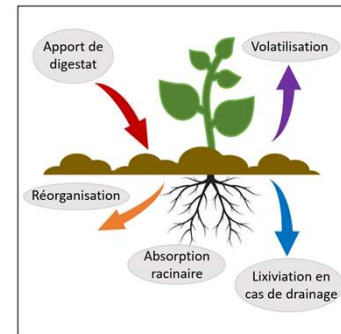 Apport de
digestat
Volatilisation
Réorganisation
Absorption
racinaire
Lixiviation en
cas de drainage